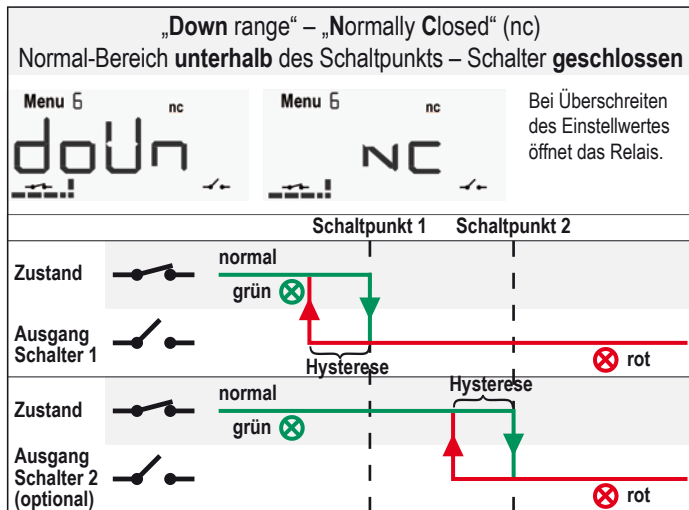 „Down range“ – „Normally Closed“ (nc)
Normal-Bereich unterhalb des Schaltpunkts – Schalter geschlossen
Menu 6 nc
doUn
Menu 6 nc
NC
Bei Überschreiten
des Einstellwertes
öffnet das Relais.
Schaltpunkt 1 Schaltpunkt 2
normal
Zustand
grün
Ausgang
Schalter 1
Hysterese
rot
normal
Hysterese
Zustand
grün
Ausgang
Schalter 2
(optional)
rot